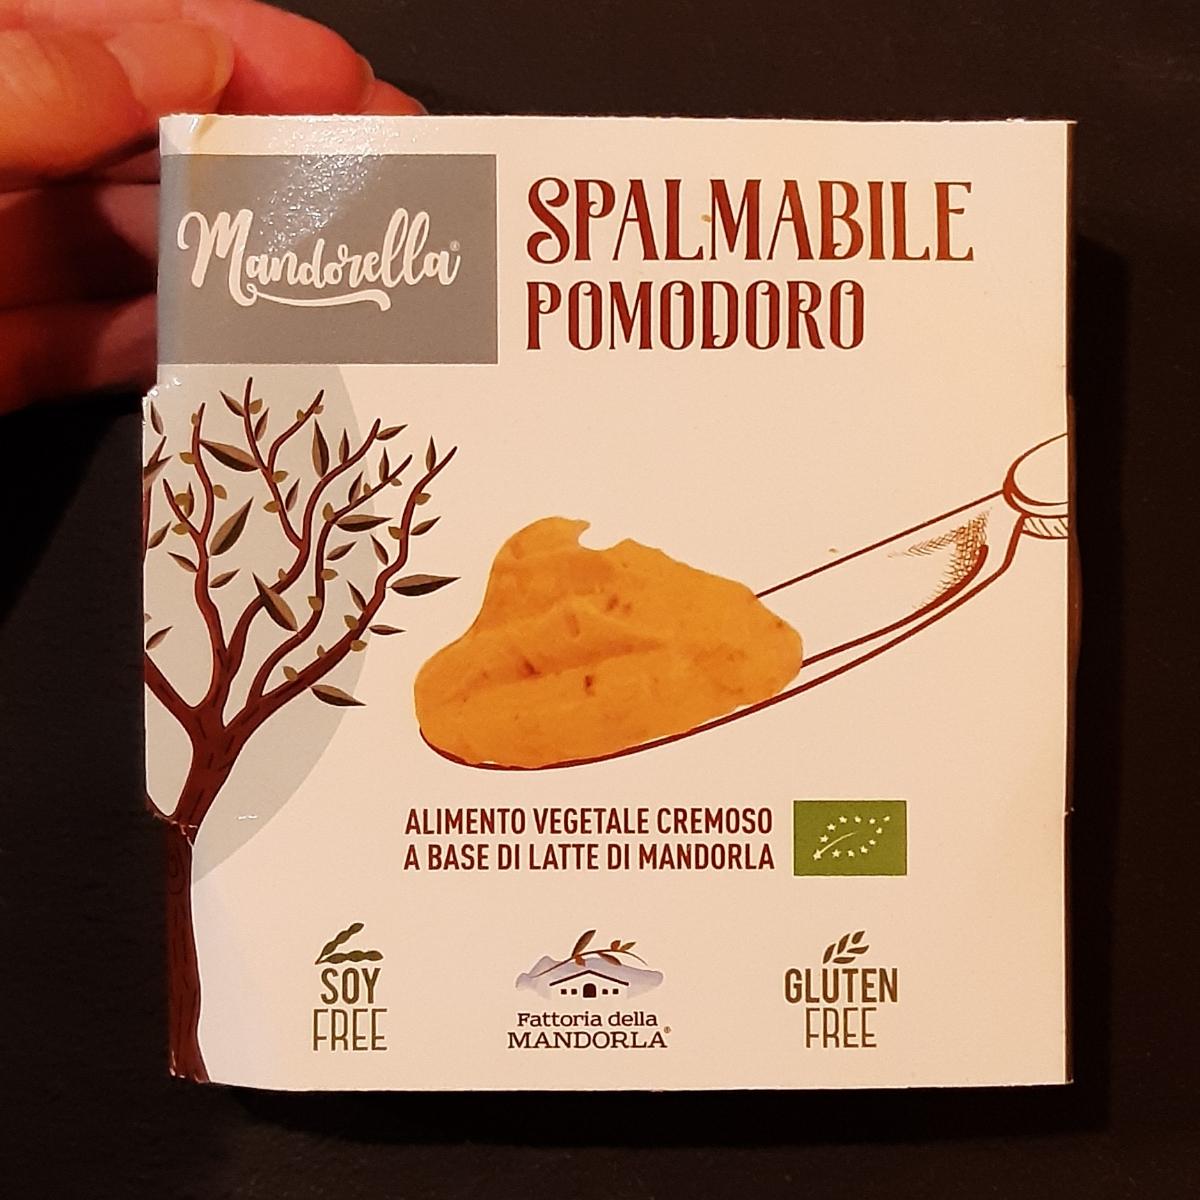 Mandorella®
SPALMABILE
POMODORO
ALIMENTO VEGETALE CREMOSO
A BASE DI LATTE DI MANDORLA
SOY
FREE
Fattoria della
MANDORLA®
GLUTEN
FREE